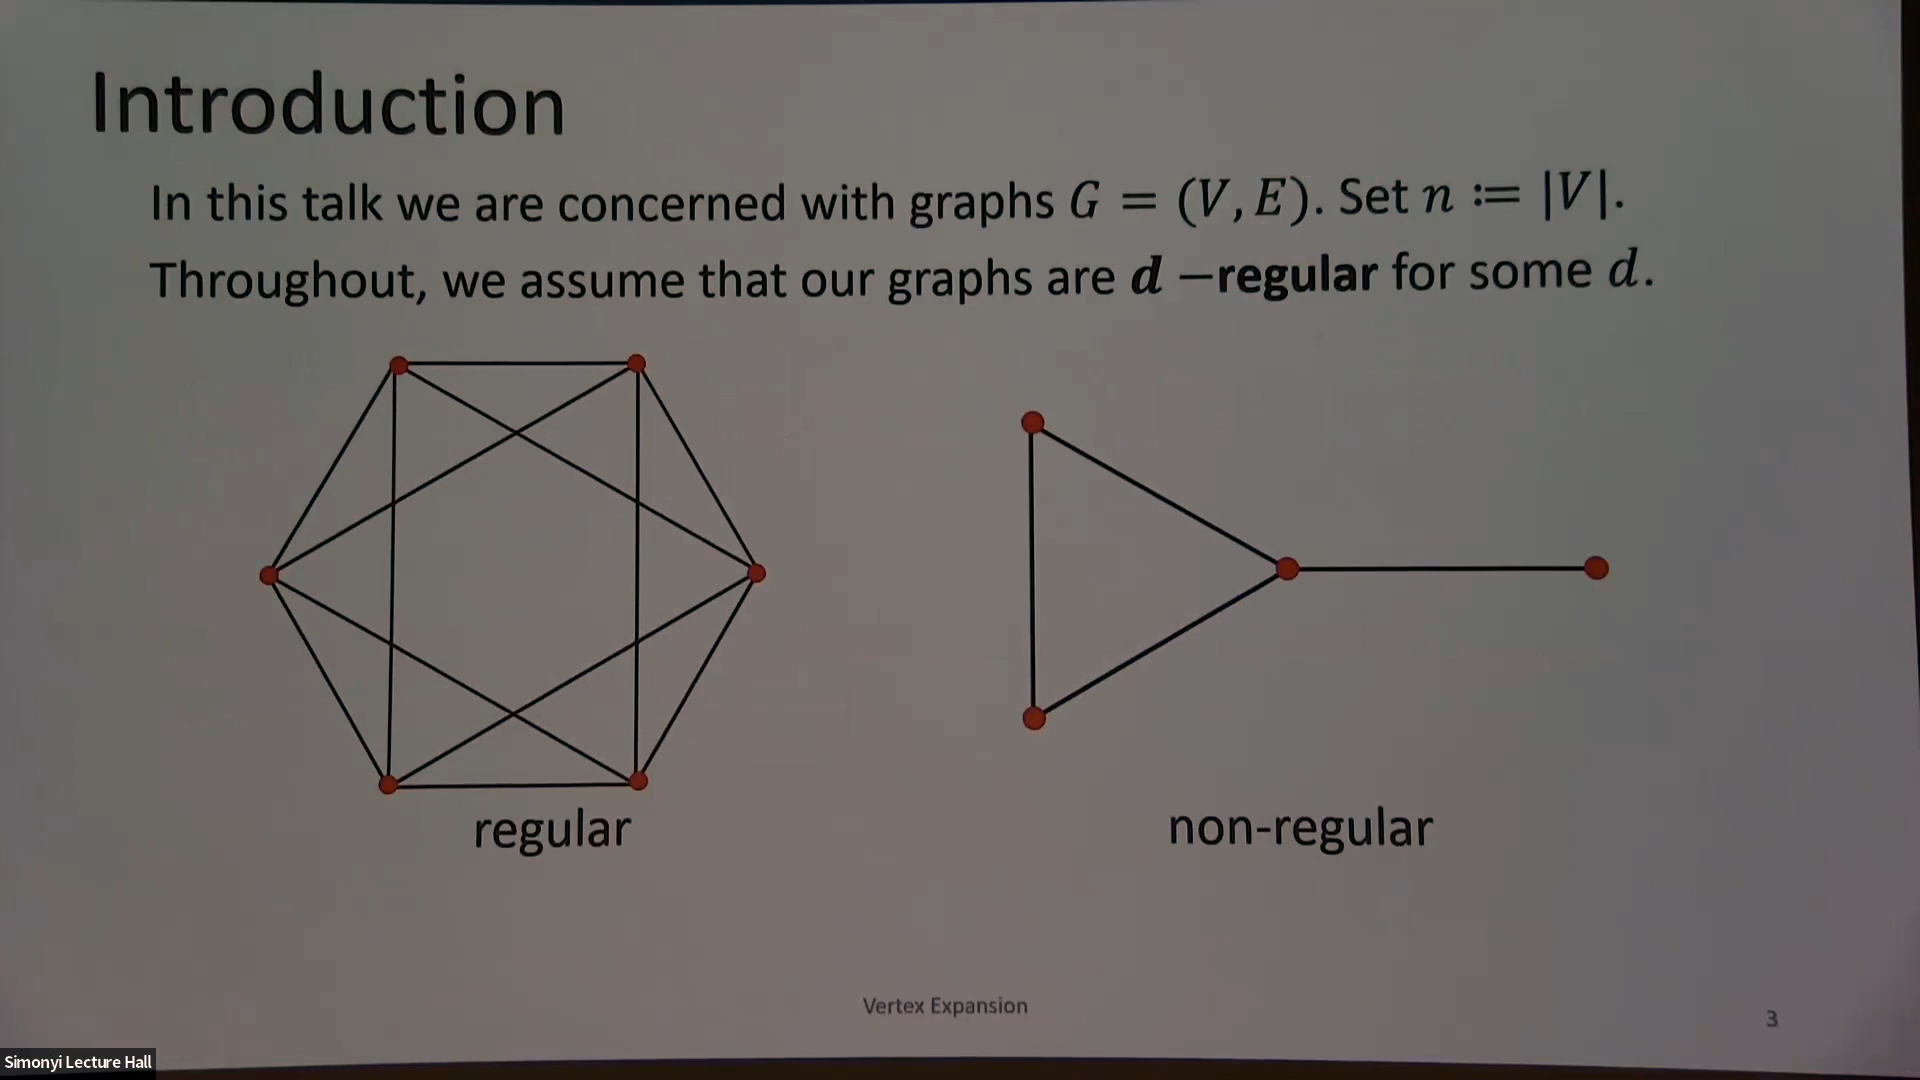 Introduction
In this talk we are concerned with graphs G = (V, E). Set n := |V|.
Throughout, we assume that our graphs are d −regular for some d.
regular
non-regular
Vertex Expansion
3
Simonyi Lecture Hall